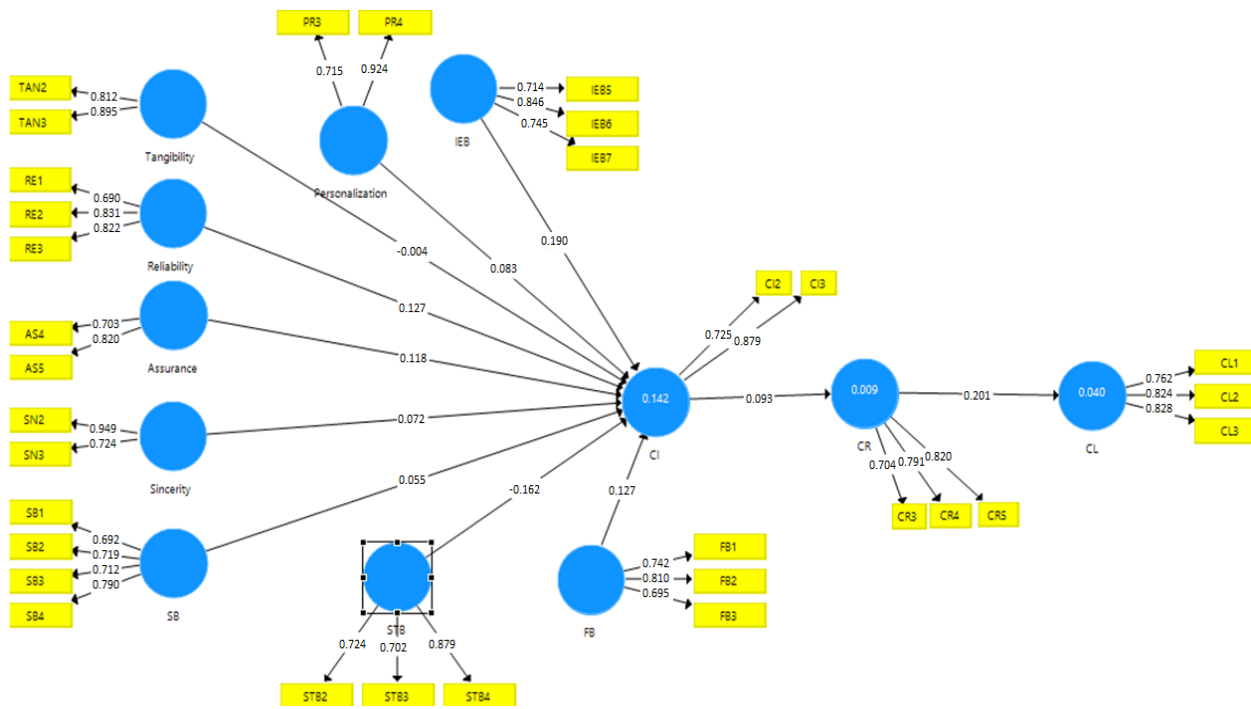 PR3 PR4
0.715 0.924
Personalization
TAN2
TAN3
0.812
0.895
Tangibility
IEB5
IEB6
IEB7
0.714
0.846
0.745
IEB
RE1
RE2
RE3
0.690
0.831
0.822
Reliability
AS4
AS5
0.703
0.820
Assurance
SN2
SN3
0.949
0.724
Sincerity
SB1
SB2
SB3
SB4
0.692
0.719
0.712
0.790
SB
-0.004
0.083
0.190
0.127
0.118
0.072
0.055
-0.162
0.127
STB
0.724 0.702 0.879
STB2 STB3 STB4
FB
0.742
0.810
0.695
FB1
FB2
FB3
CI2 CI3
0.725 0.879
0.142
CI
0.093
0.009
CR
0.704 0.791 0.820
CR3 CR4 CR5
0.201
0.040
CL
0.762
0.824
0.828
CL1
CL2
CL3